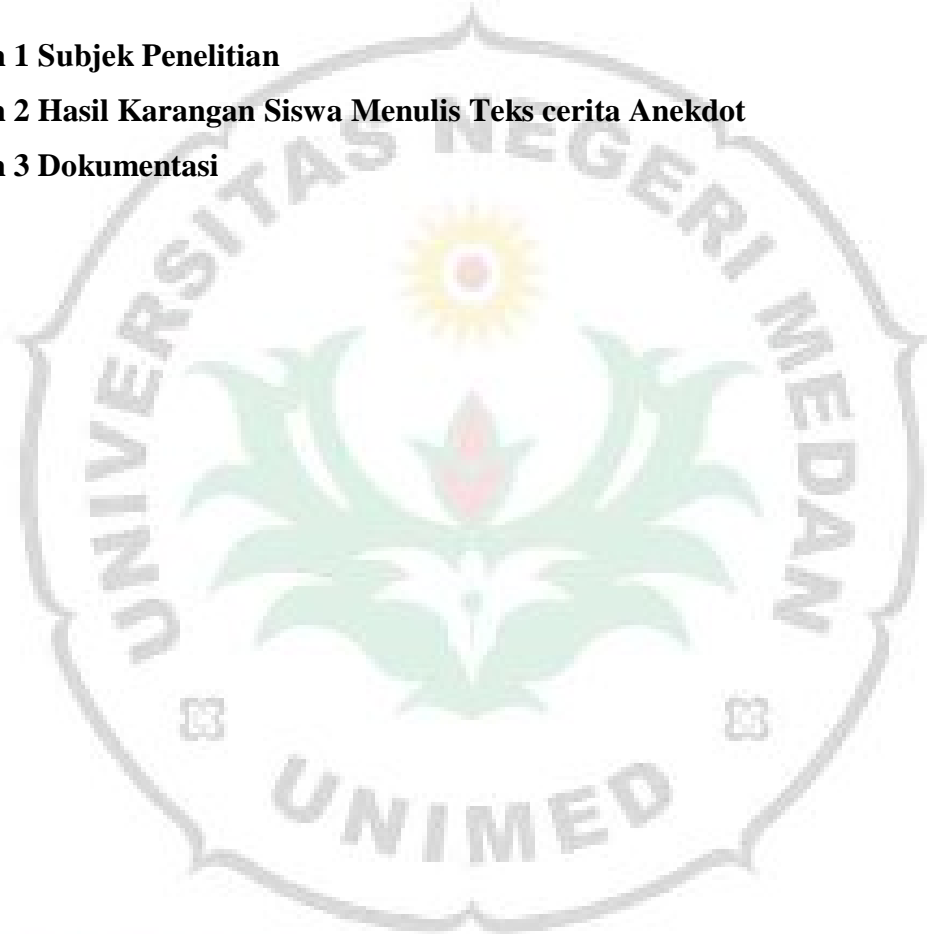 n 1 Subjek Penelitian
n 2 Hasil Karangan Siswa Menulis Teks cerita Anekdot
n 3 Dokumentasi
UNIVERSITAS NEGERI MEDAN
UNIMED